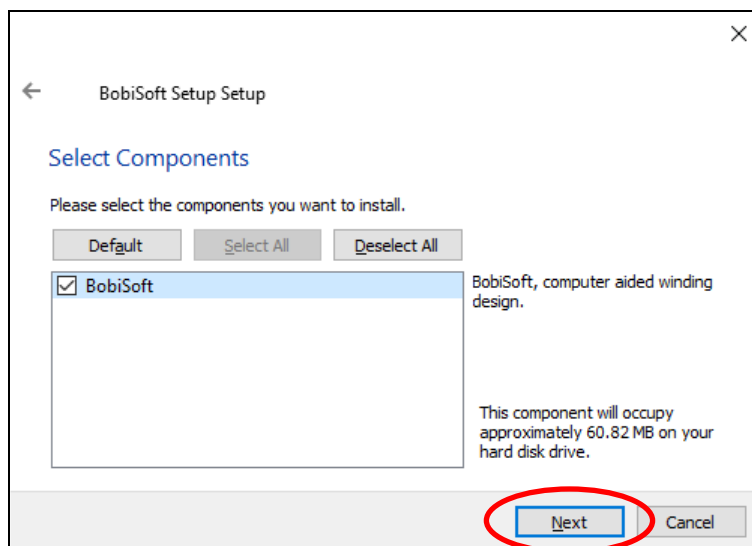 BobiSoft Setup Setup
Select Components
Please select the components you want to install.
Default
Select All
Deselect All
BobiSoft
BobiSoft, computer aided winding
design.
This component will occupy
approximately 60.82 MB on your
hard disk drive.
Next
Cancel